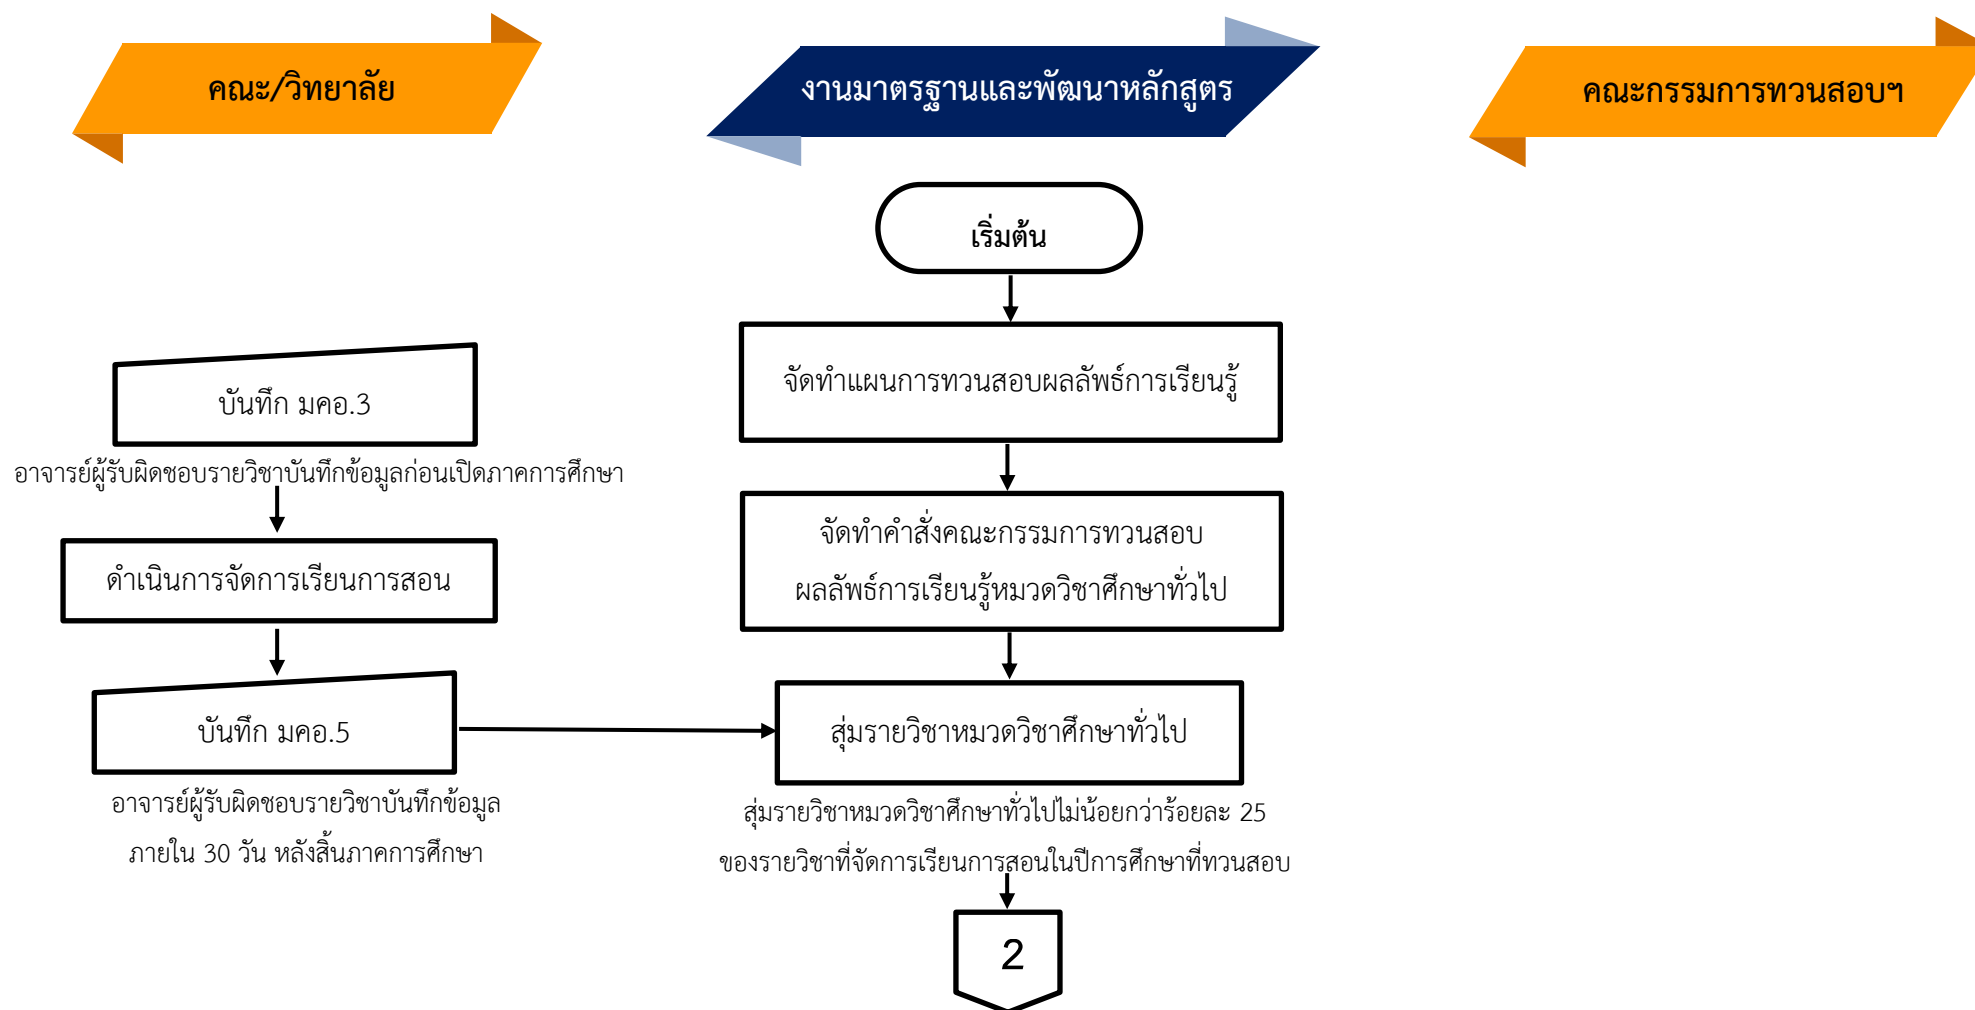 คณะ/วิทยาลัย
งานมาตรฐานและพัฒนาหลักสูตร
คณะกรรมการทวนสอบฯ
เริ่มต้น
จัดทำแผนการทวนสอบผลลัพธ์การเรียนรู้
บันทึก มคอ.3
อาจารย์ผู้รับผิดชอบรายวิชาบันทึกข้อมูลก่อนเปิดภาคการศึกษา
จัดทำคำสั่งคณะกรรมการทวนสอบ
ผลลัพธ์การเรียนรู้หมวดวิชาศึกษาทั่วไป
ดำเนินการจัดการเรียนการสอน
บันทึก มคอ.5
สุ่มรายวิชาหมวดวิชาศึกษาทั่วไป
อาจารย์ผู้รับผิดชอบรายวิชาบันทึกข้อมูล
ภายใน 30 วัน หลังสิ้นภาคการศึกษา
สุ่มรายวิชาหมวดวิชาศึกษาทั่วไปไม่น้อยกว่าร้อยละ 25
ของรายวิชาที่จัดการเรียนการสอนในปีการศึกษาที่ทวนสอบ
2